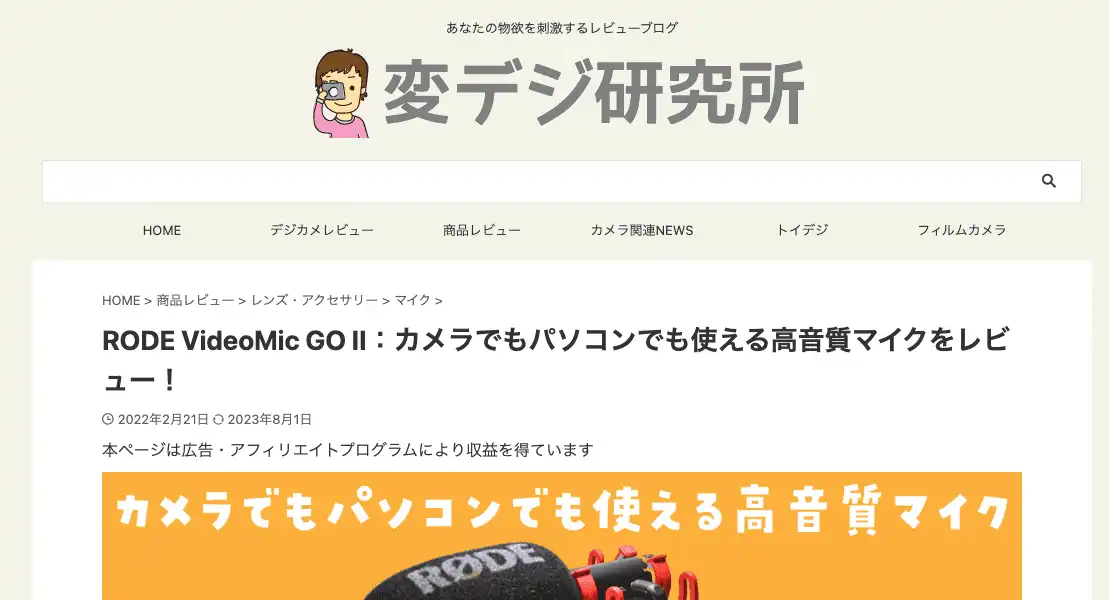 あなたの物欲を刺激するレビューブログ
変デジ研究所
HOME デジカメレビュー 商品レビュー カメラ関連NEWS トイデジ フィルムカメラ
HOME > 商品レビュー > レンズ・アクセサリー > マイク >
RODE VideoMic GO II：カメラでもパソコンでも使える高音質マイクをレビ
ュー！
2022年2月21日 2023年8月1日
本ページは広告・アフィリエイトプログラムにより収益を得ています
カメラでもパソコンでも使える高音質マイク
RØDE